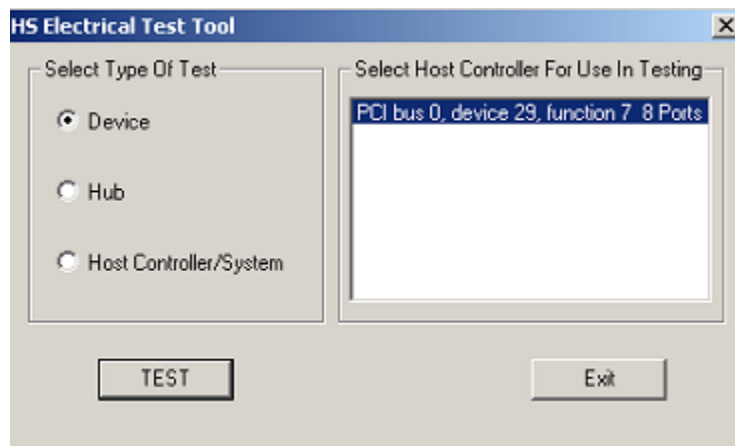 HS Electrical Test Tool
Select Type Of Test
Device
Hub
Host Controller/System
Select Host Controller For Use In Testing
PCI bus 0, device 29, function 7 8 Ports
TEST
Exit